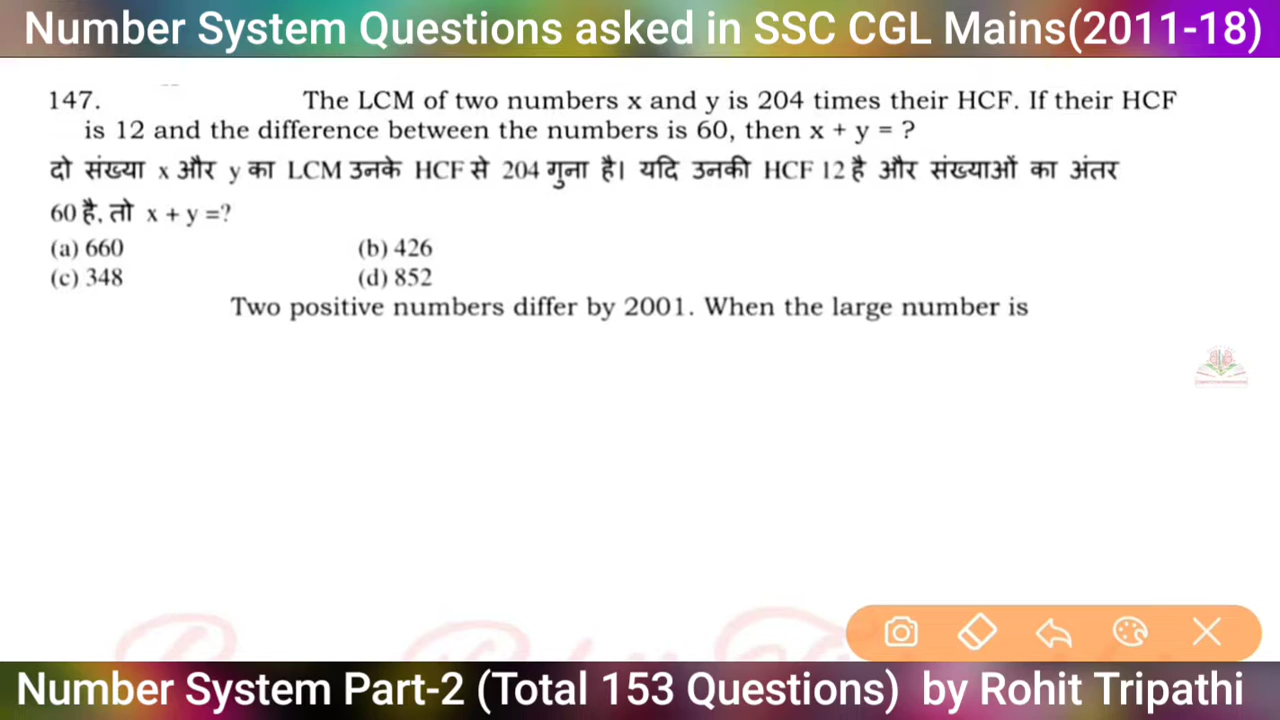 Number System Questions asked in SSC CGL Mains(2011-18)
147. The LCM of two numbers x and y is 204 times their HCF. If their HCF
is 12 and the difference between the numbers is 60, then x + y = ?
दो संख्या x और y का LCM उनके HCF से 204 गुना है। यदि उनकी HCF 12 है और संख्याओं का अंतर
60 है, तो x + y =?
(a) 660 (b) 426
(c) 348 (d) 852
Two positive numbers differ by 2001. When the large number is
Number System Part-2 (Total 153 Questions) by Rohit Tripathi